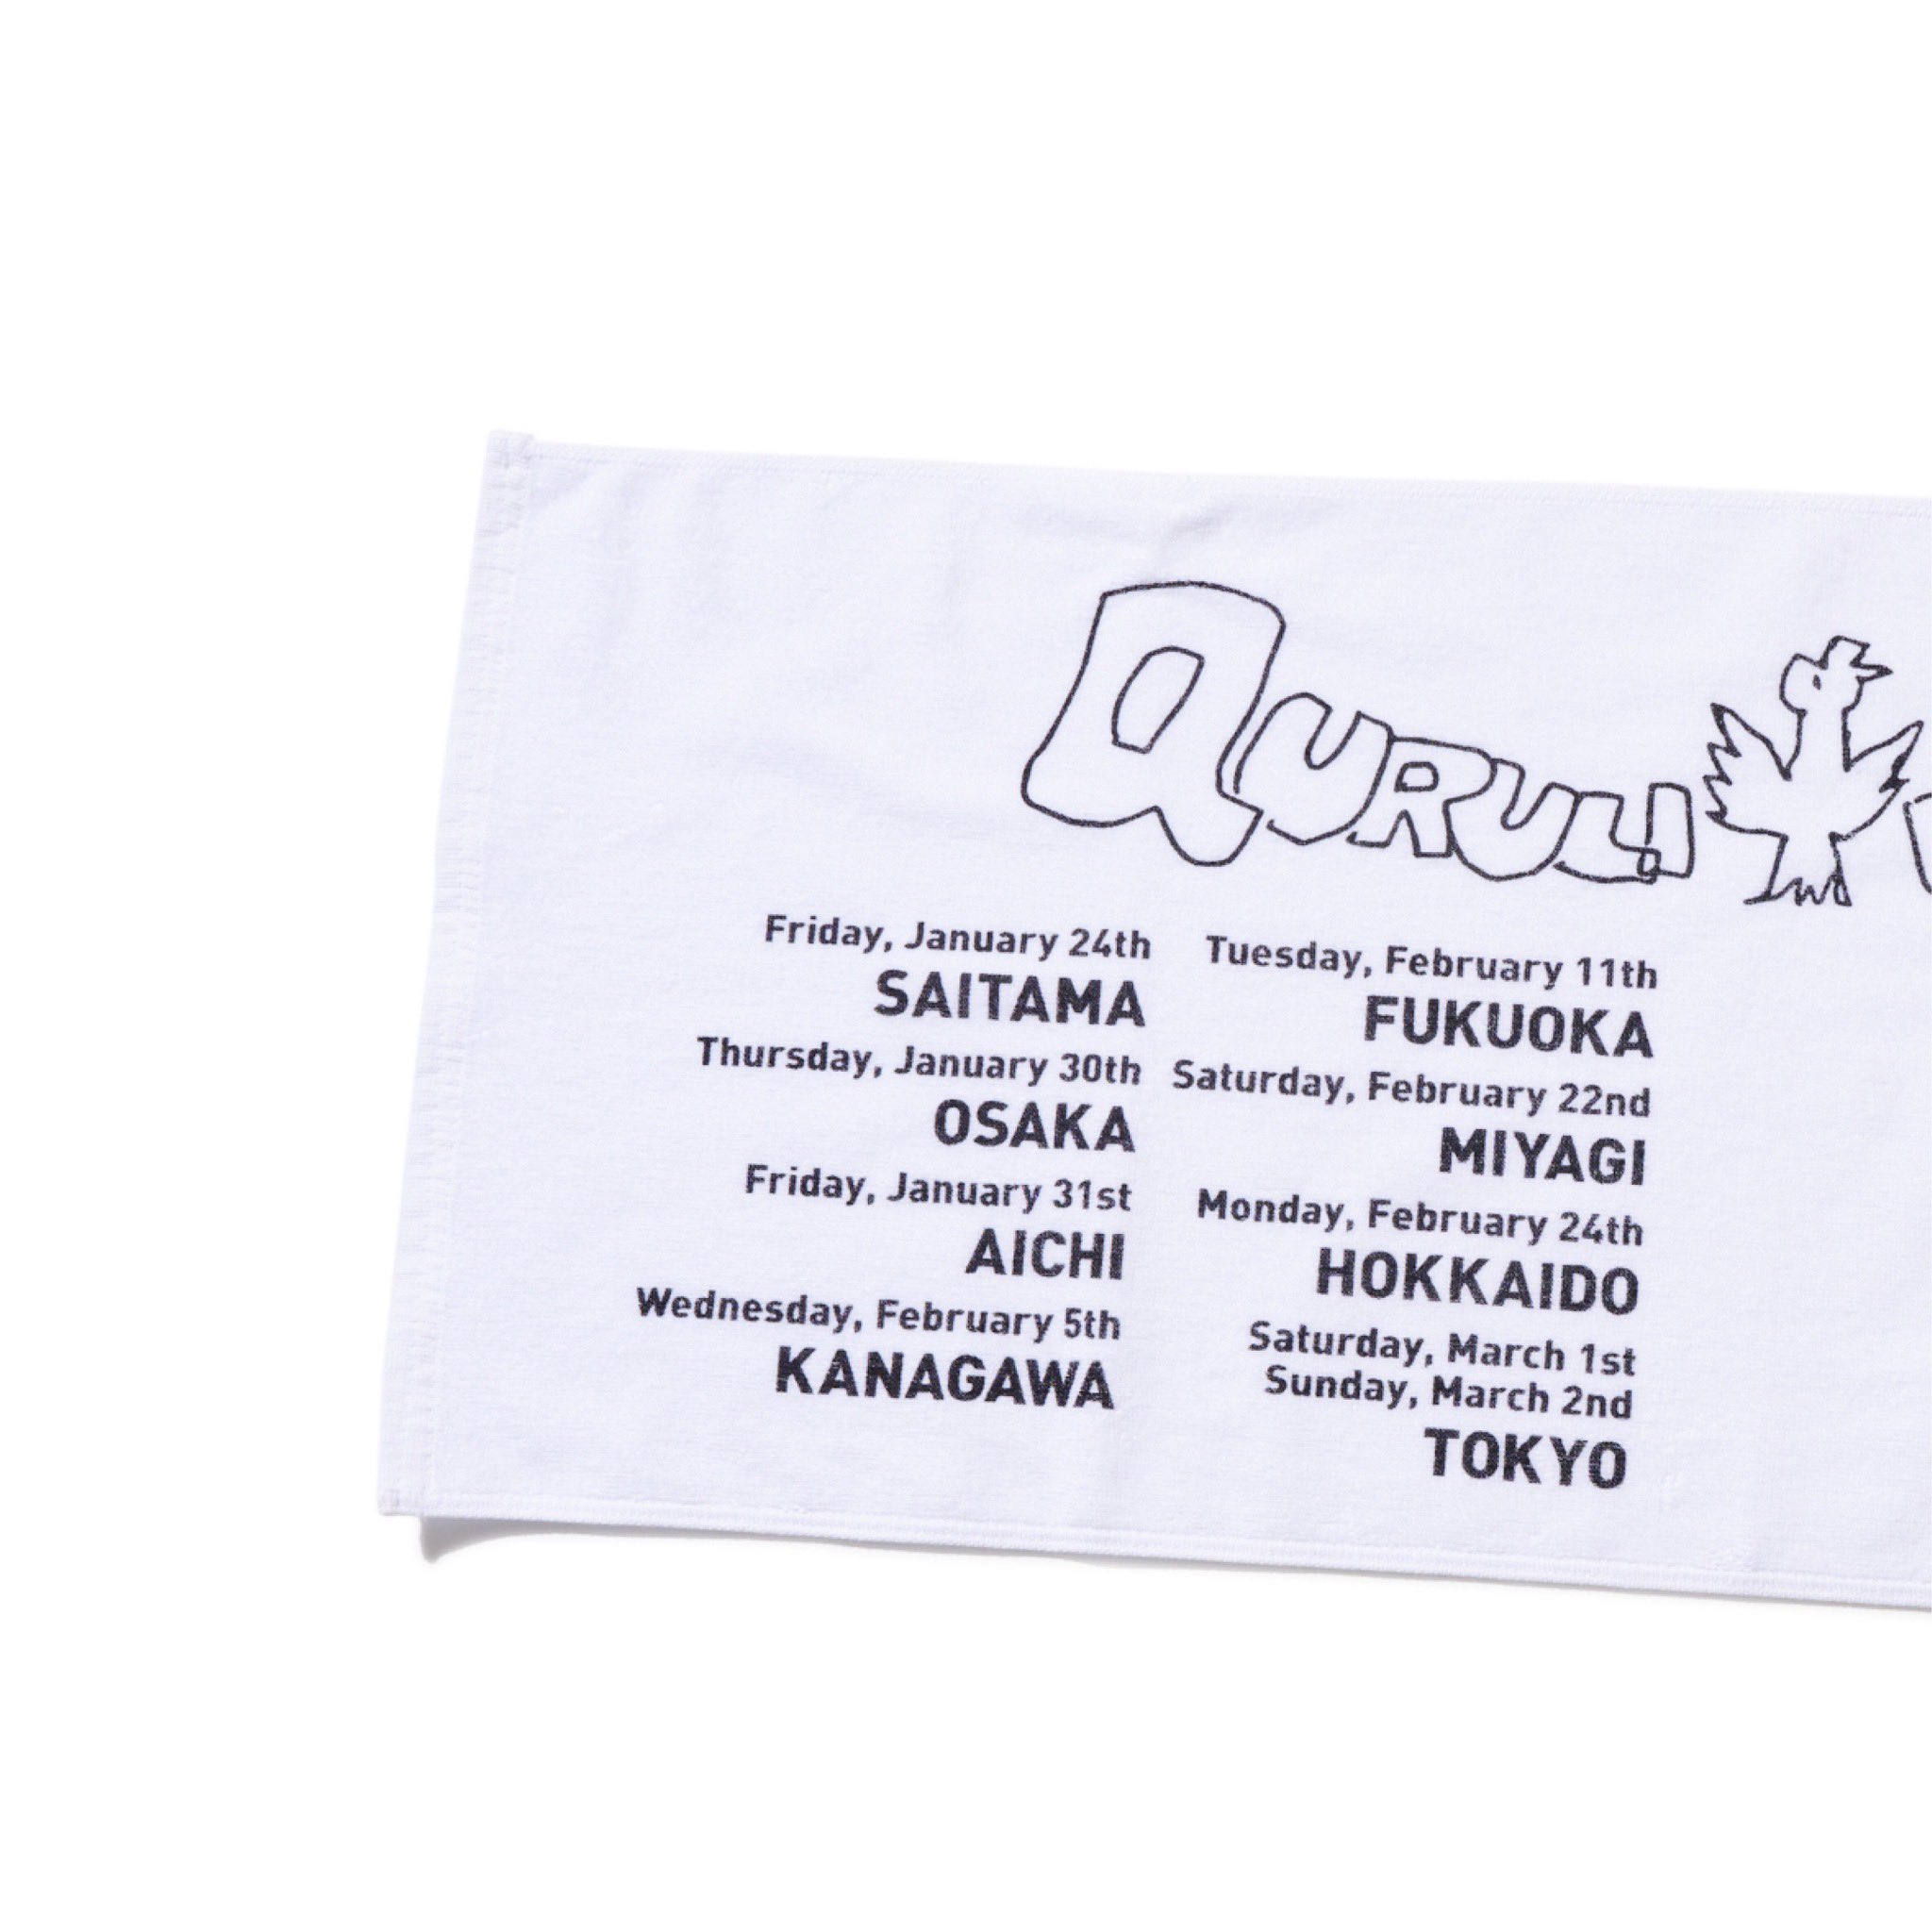 QURULI
Friday, January 24th
SAITAMA
Thursday, January 30th
OSAKA
Friday, January 31st
AICHI
Wednesday, February 5th
KANAGAWA
Tuesday, February 11th
FUKUOKA
Saturday, February 22nd
MIYAGI
Monday, February 24th
HOKKAIDO
Saturday, March 1st
Sunday, March 2nd
TOKYO